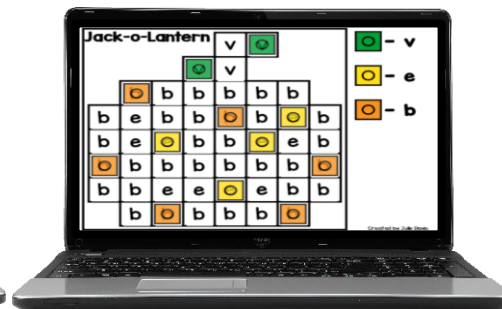 Jack-o-Lantern v
v
b b b b b
b e b b b b
b e b b e b
b b b b b b
b b e e e b b
b b b b
- v
- e
- b